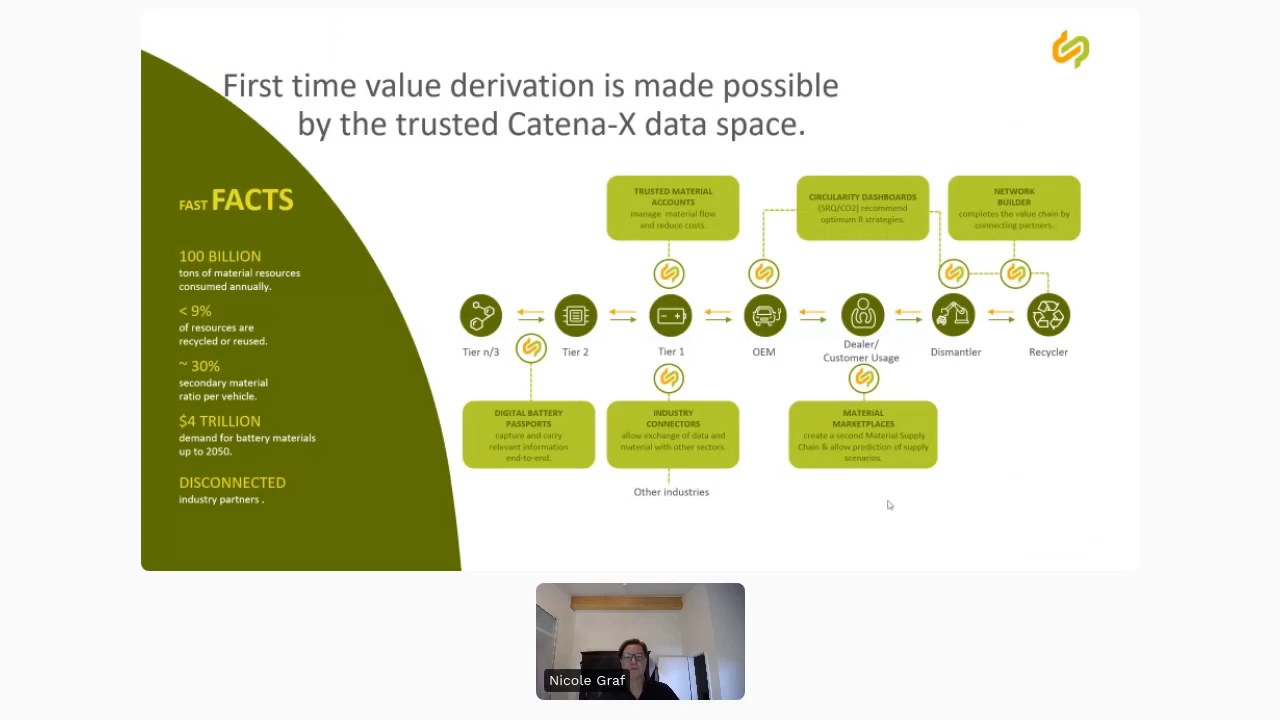 First time value derivation is made possible
by the trusted Catena-X data space.
FAST FACTS
100 BILLION
tons of material resources
consumed annually.
< 9%
of resources are
recycled or reused.
~ 30%
secondary material
ratio per vehicle.
$4 TRILLION
demand for battery materials
up to 2050.
DISCONNECTED
industry partners .
TRUSTED MATERIAL
ACCOUNTS
manage material flow
and reduce costs.
CIRCULARITY DASHBOARDS
(SRQ/CO2) recommend
optimum R strategies.
NETWORK
BUILDER
completes the value chain by
connecting partners.
Tier n/3
Tier 2
Tier 1
OEM
Dealer/
Customer Usage
Dismantler
Recycler
DIGITAL BATTERY
PASSPORTS
capture and carry
relevant information
end-to-end.
INDUSTRY
CONNECTORS
allow exchange of data and
material with other sectors.
MATERIAL
MARKETPLACES
create a second Material Supply
Chain & allow prediction of supply
scenarios.
Other industries
Nicole Graf